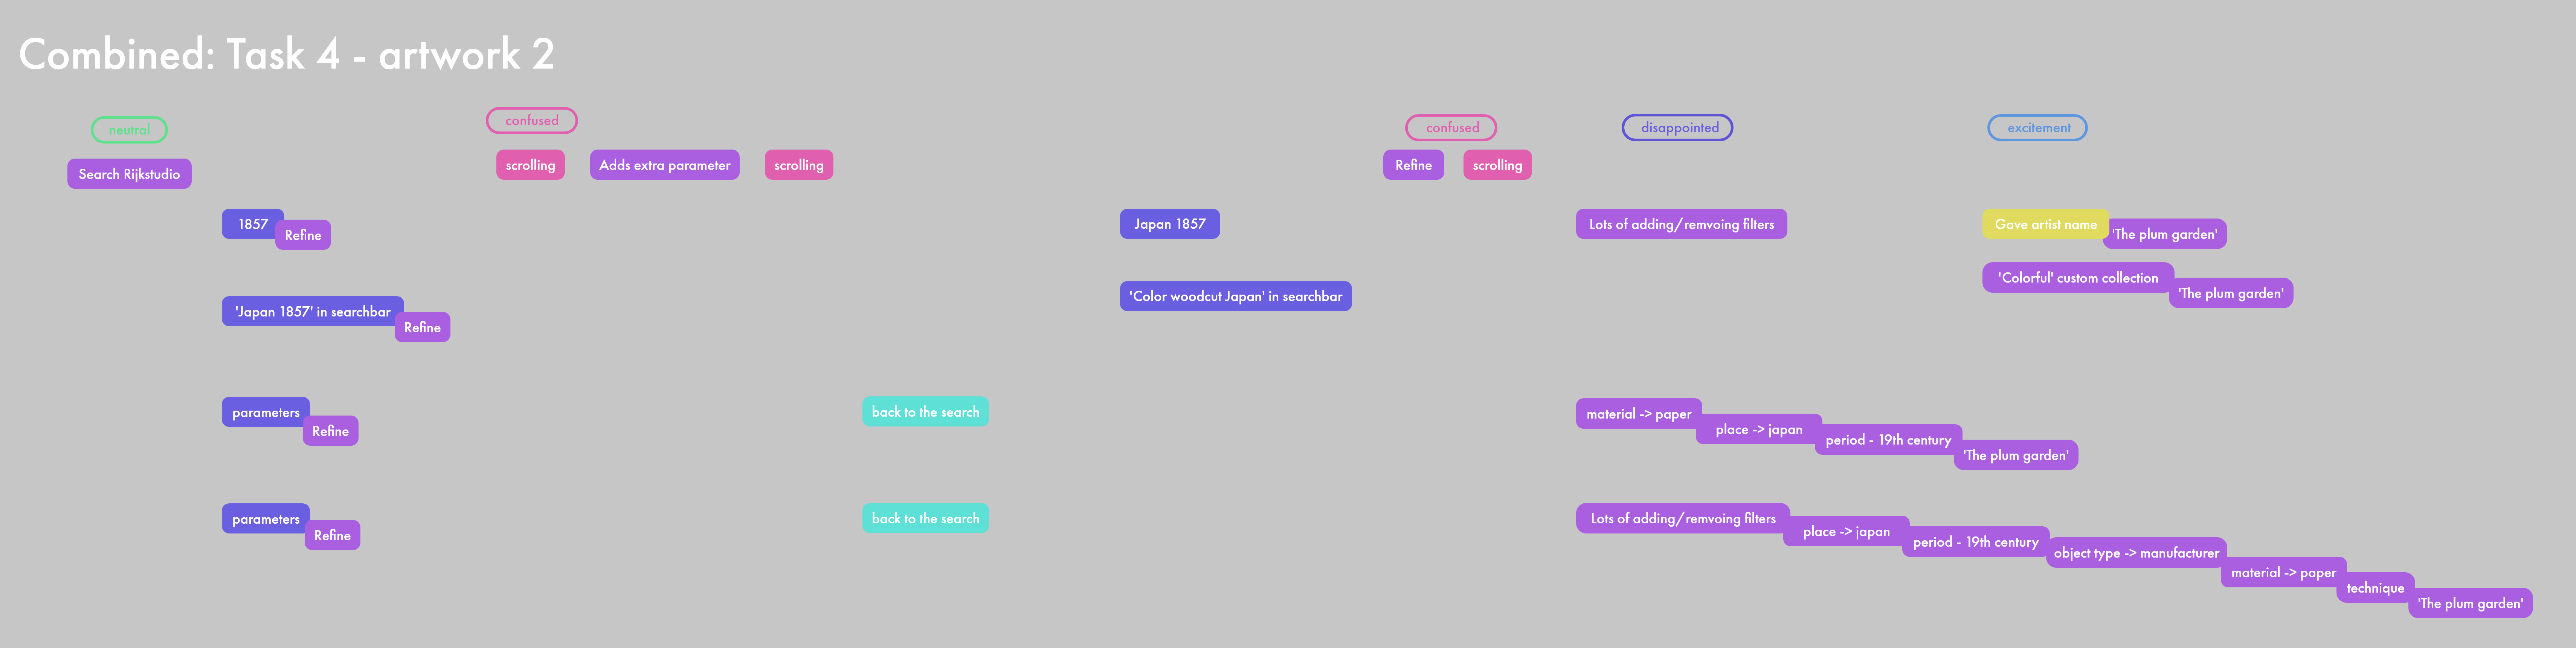 Combined: Task 4 - artwork 2
neutral
confused
confused
disappointed
excitement
Search Rijkstudio
scrolling
Adds extra parameter
scrolling
Refine
scrolling
1857
Refine
Japan 1857
Lots of adding/remvoing filters
Gave artist name
'The plum garden'
'Colorful' custom collection
'The plum garden'
'Japan 1857' in searchbar
Refine
'Color woodcut Japan' in searchbar
parameters
Refine
back to the search
material -> paper
place -> japan
period - 19th century
'The plum garden'
parameters
Refine
back to the search
Lots of adding/remvoing filters
place -> japan
period - 19th century
object type -> manufacturer
material -> paper
technique
'The plum garden'